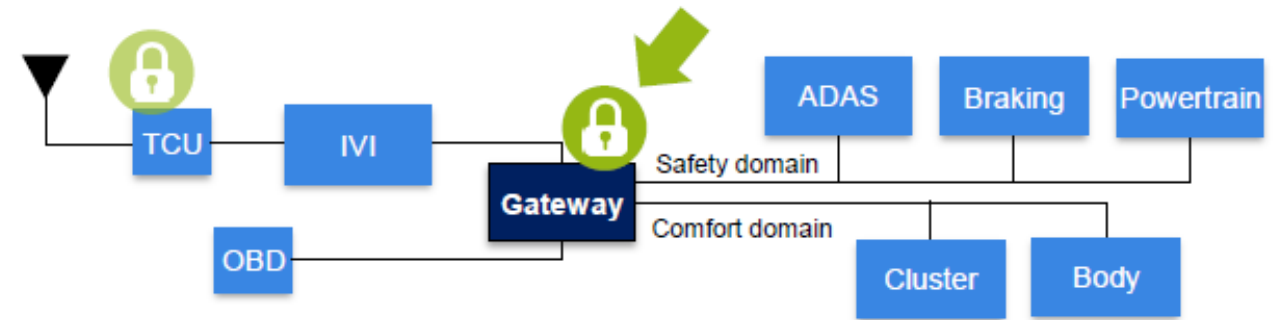 TCU
IVI
OBD
Gateway
Safety domain
Comfort domain
ADAS
Braking
Powertrain
Cluster
Body